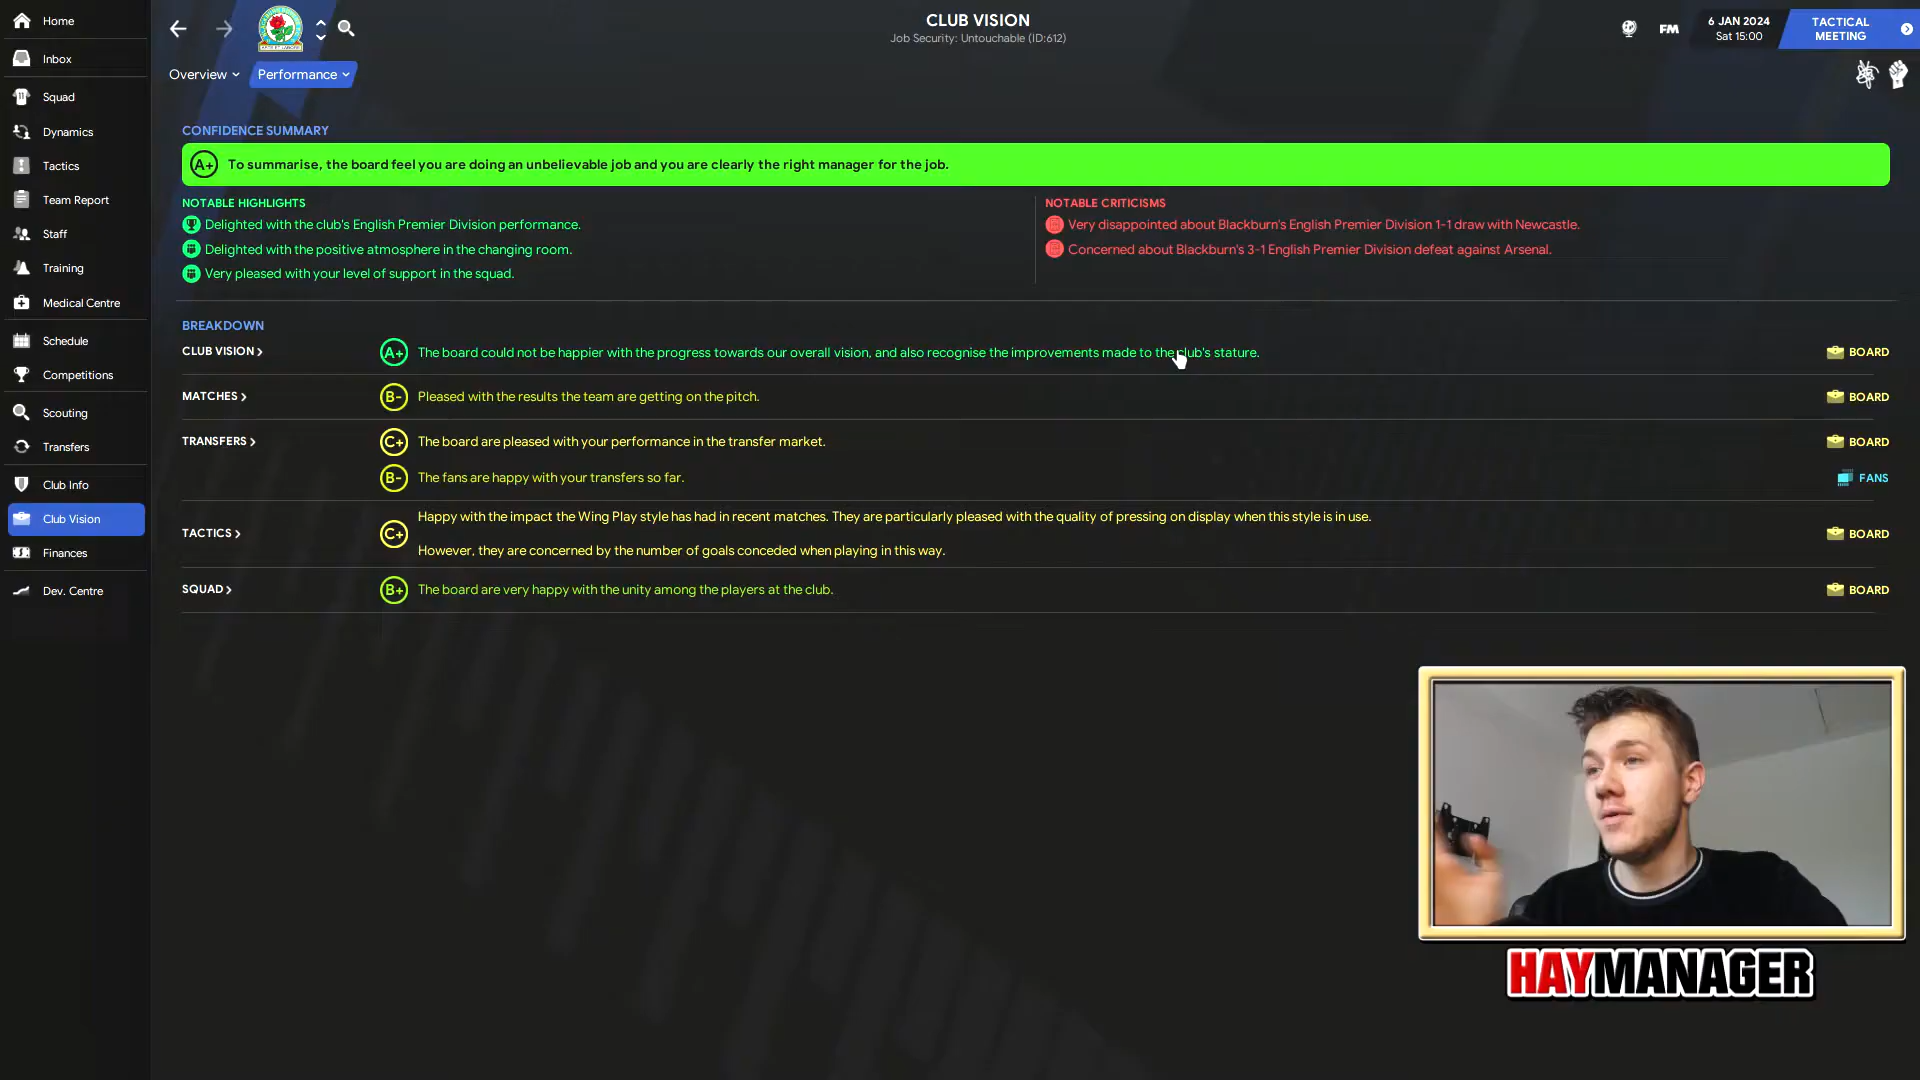 Home
Inbox
Squad
Dynamics
Tactics
Team Report
Staff
Training
Medical Centre
Schedule
Competitions
Scouting
Transfers
Club Info
Club Vision
Finances
Dev. Centre
CLUB VISION
Job Security: Untouchable (ID:612)
FM
6 JAN 2024
Sat 15:00
TACTICAL
MEETING
Overview
Performance
CONFIDENCE SUMMARY
A+ To summarise, the board feel you are doing an unbelievable job and you are clearly the right manager for the job.
NOTABLE HIGHLIGHTS
Delighted with the club's English Premier Division performance.
Delighted with the positive atmosphere in the changing room.
Very pleased with your level of support in the squad.
NOTABLE CRITICISMS
Very disappointed about Blackburn's English Premier Division 1-1 draw with Newcastle.
Concerned about Blackburn's 3-1 English Premier Division defeat against Arsenal.
BREAKDOWN
CLUB VISION A+ The board could not be happier with the progress towards our overall vision, and also recognise the improvements made to the club's stature. BOARD
MATCHES B- Pleased with the results the team are getting on the pitch. BOARD
TRANSFERS C+ The board are pleased with your performance in the transfer market. BOARD
B- The fans are happy with your transfers so far. FANS
TACTICS C+ Happy with the impact the Wing Play style has had in recent matches. They are particularly pleased with the quality of pressing on display when this style is in use. BOARD
However, they are concerned by the number of goals conceded when playing in this way.
SQUAD B+ The board are very happy with the unity among the players at the club. BOARD
HAYMANAGER